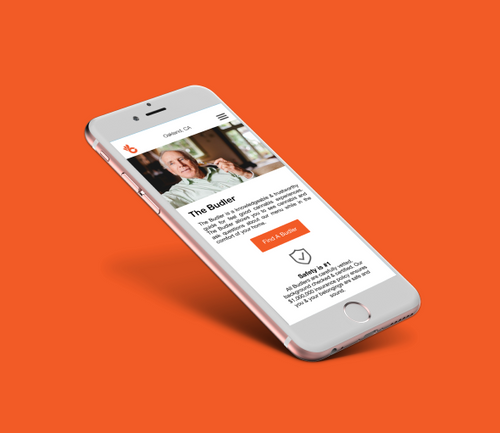 Oakland, CA
The Budler
The Budler is a knowledgeable & trustworthy
guide for feel good cannabis experiences.
The Budler allows you to see cannabis and
ask questions about our menu while in the
comfort of your home.
Find A Budler
Safety is #1
All Budlers are carefully vetted,
background checked & certified. Our
$1,000,000 insurance policy ensures
you & your belongings are safe and
sound.